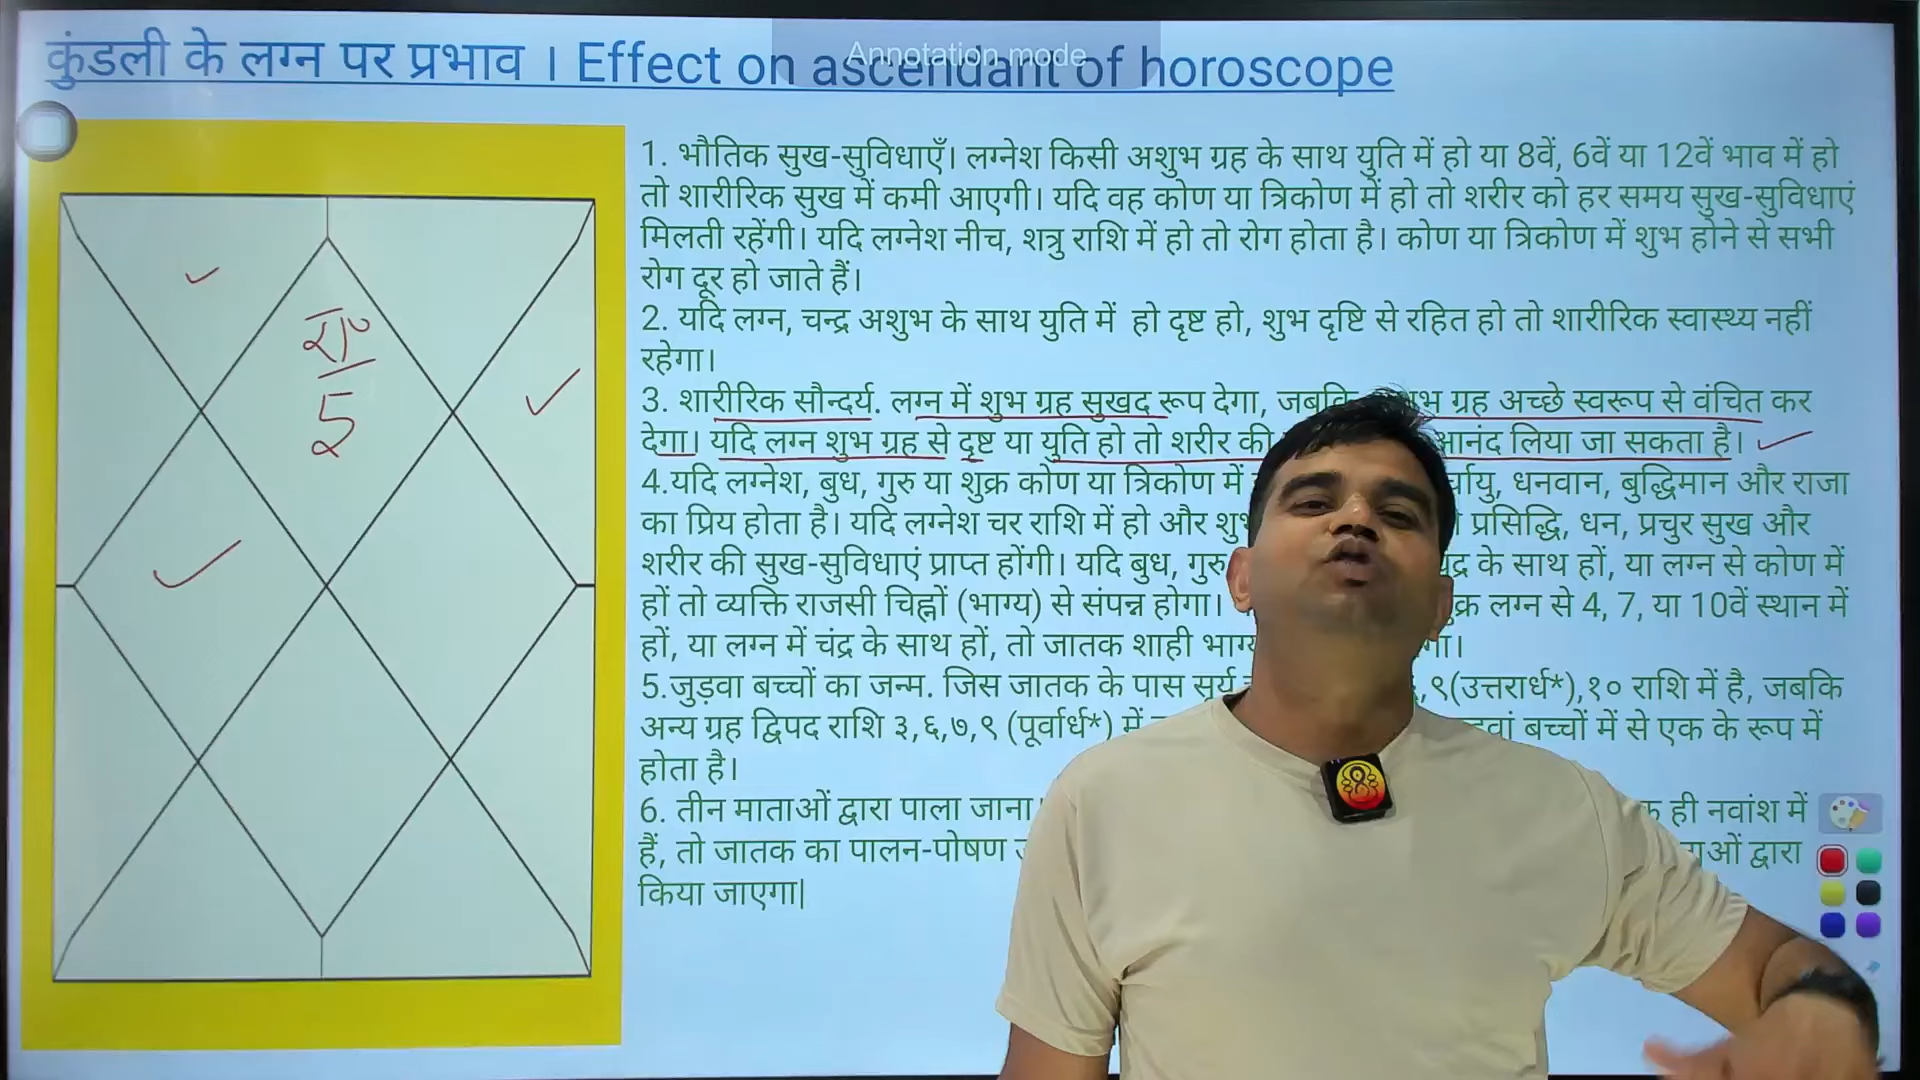 कुंडली के लग्न पर प्रभाव । Effect on ascendant of horoscope
Annotation mode
रा०
5
1. भौतिक सुख-सुविधाएँ। लग्नेश किसी अशुभ ग्रह के साथ युति में हो या 8वें, 6वें या 12वें भाव में हो
तो शारीरिक सुख में कमी आएगी। यदि वह कोण या त्रिकोण में हो तो शरीर को हर समय सुख-सुविधाएं
मिलती रहेंगी। यदि लग्नेश नीच, शत्रु राशि में हो तो रोग होता है। कोण या त्रिकोण में शुभ होने से सभी
रोग दूर हो जाते हैं।
2. यदि लग्न, चन्द्र अशुभ के साथ युति में हो दृष्ट हो, शुभ दृष्टि से रहित हो तो शारीरिक स्वास्थ्य नहीं
रहेगा।
3. शारीरिक सौन्दर्य. लग्न में शुभ ग्रह सुखद रूप देगा, जबकि ग्रह अच्छे स्वरूप से वंचित कर
देगा। यदि लग्न शुभ ग्रह से दृष्ट या युति हो तो शरीर की आनंद लिया जा सकता है।
4.यदि लग्नेश, बुध, गुरु या शुक्र कोण या त्रिकोण में धनवान, बुद्धिमान और राजा
का प्रिय होता है। यदि लग्नेश चर राशि में हो और प्रसिद्धि, धन, प्रचुर सुख और
शरीर की सुख-सुविधाएं प्राप्त होंगी। यदि बुध, गुरु के साथ हों, या लग्न से कोण में
हों तो व्यक्ति राजसी चिह्नों (भाग्य) से संपन्न होगा। लग्न से 4, 7, या 10वें स्थान में
हों, या लग्न में चंद्र के साथ हों, तो जातक शाही
5.जुड़वा बच्चों का जन्म. जिस जातक के पास सूर्य ,९(उत्तरार्ध*),१० राशि में है, जबकि
अन्य ग्रह द्विपद राशि ३,६,७,९ (पूर्वार्ध*) में बच्चों में से एक के रूप में
होता है।
6. तीन माताओं द्वारा पाला जाना। ही नवांश में
हैं, तो जातक का पालन-पोषण द्वारा
किया जाएगा|